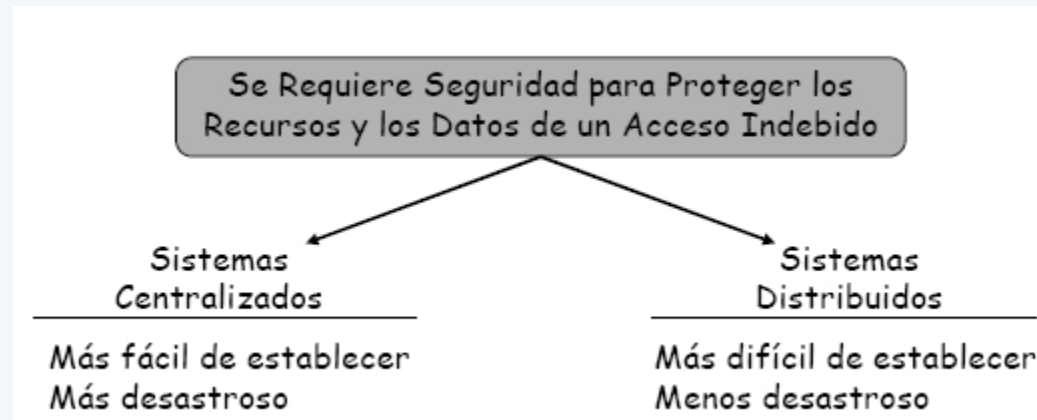 Se Requiere Seguridad para Proteger los
Recursos y los Datos de un Acceso Indebido
Sistemas
Centralizados
Más fácil de establecer
Más desastroso
Sistemas
Distribuidos
Más difícil de establecer
Menos desastroso